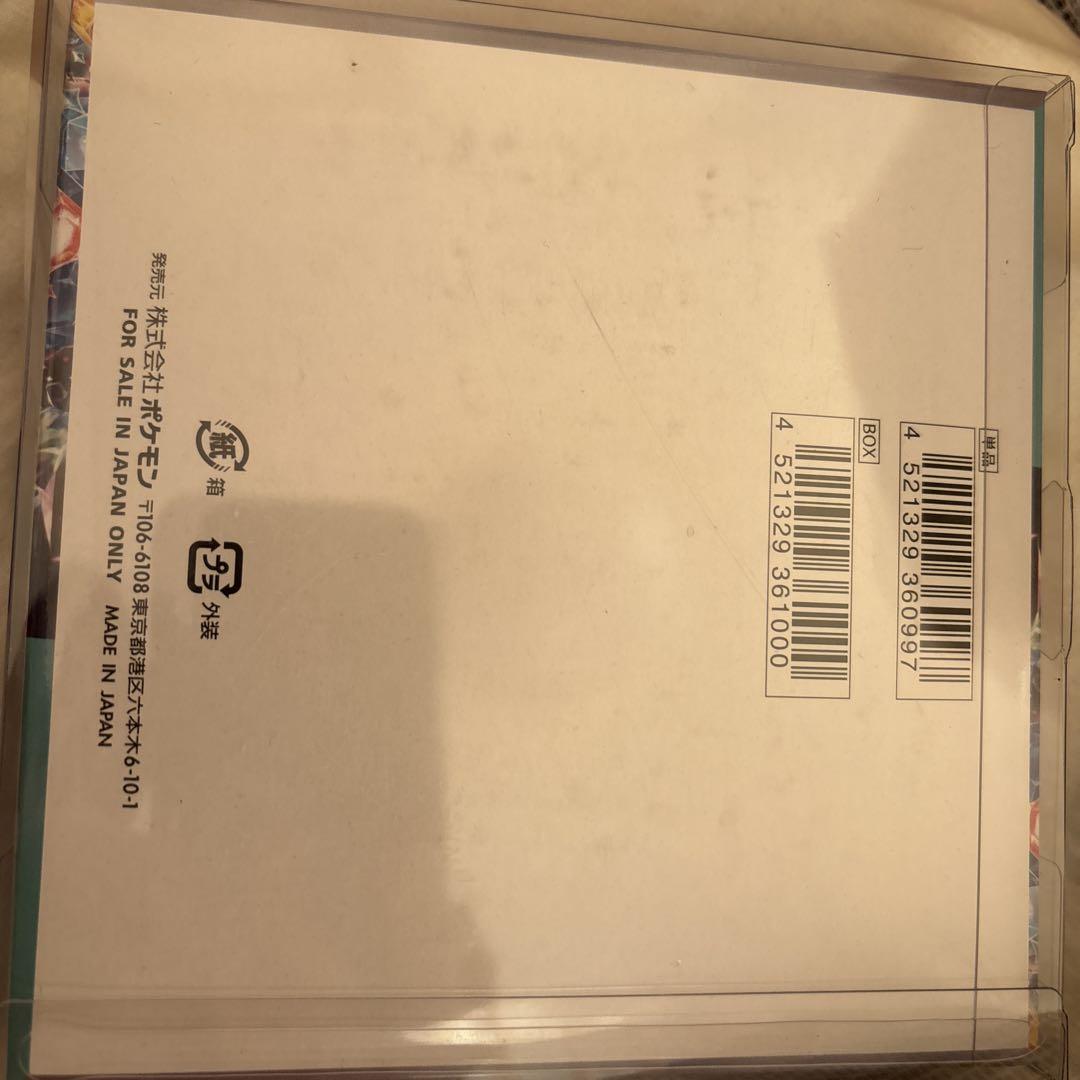 単品
4 521329 360997
BOX
4 521329 361000
紙 箱
プラ 外装
発売元 株式会社ポケモン 〒106-6108 東京都港区六本木6-10-1
FOR SALE IN JAPAN ONLY MADE IN JAPAN